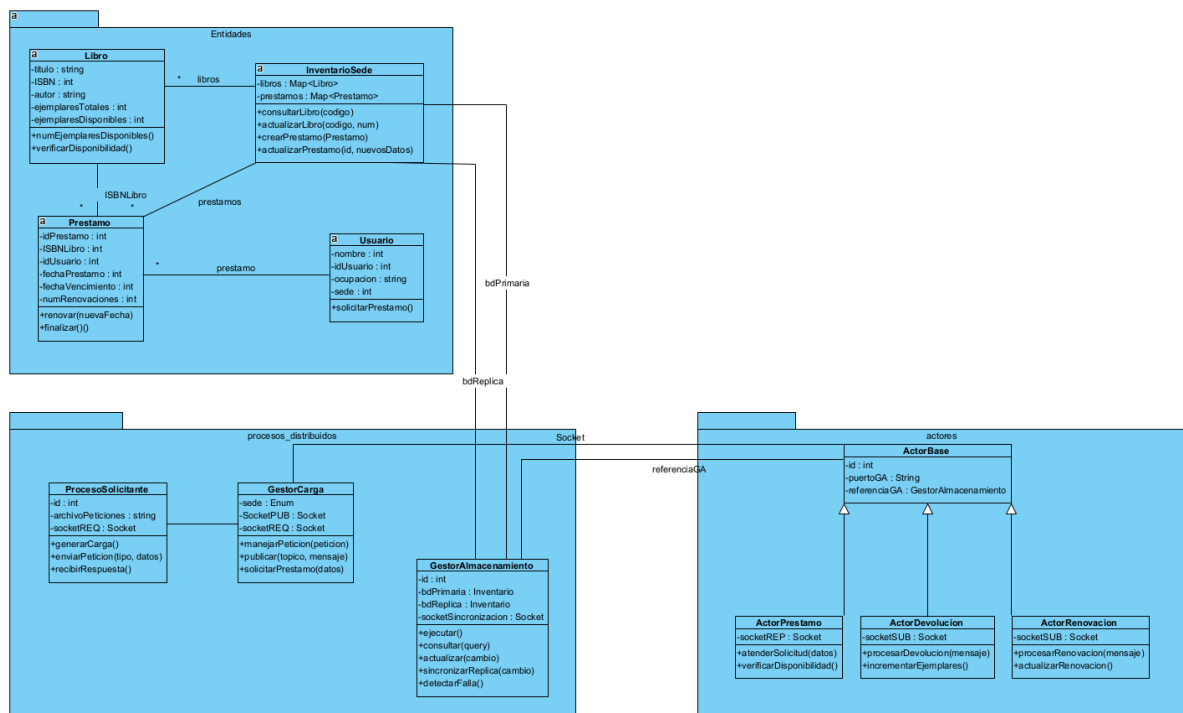 a
Entidades
a
Libro
-titulo : string
-ISBN : int
-autor : string
-ejemplaresTotales : int
-ejemplaresDisponibles : int
+numEjemplaresDisponibles()
+verificarDisponibilidad()
* libros
a
InventarioSede
-libros : Map<Libro>
-prestamos : Map<Prestamo>
+consultarLibro(codigo)
+actualizarLibro(codigo, num)
+crearPrestamo(Prestamo)
+actualizarPrestamo(id, nuevosDatos)
ISBNLibro
* *
prestamos
a
Prestamo
-idPrestamo : int
-ISBNLibro : int
-idUsuario : int
-fechaPrestamo : int
-fechaVencimiento : int
-numRenovaciones : int
+renovar(nuevaFecha)
+finalizar()()
* prestamo
a
Usuario
-nombre : int
-idUsuario : int
-ocupacion : string
-sede : int
+solicitarPrestamo()
bdPrimaria
bdReplica
procesos_distribuidos
Socket
referenciaGA
ProcesoSolicitante
-id : int
-archivoPeticiones : string
-socketREQ : Socket
+generarCarga()
+enviarPeticion(tipo, datos)
+recibirRespuesta()
GestorCarga
-sede : Enum
-SocketPUB : Socket
-socketREQ : Socket
+manejarPeticion(peticion)
+publicar(topico, mensaje)
+solicitarPrestamo(datos)
GestorAlmacenamiento
-id : int
-bdPrimaria : Inventario
-bdReplica : Inventario
-socketSincronizacion : Socket
+ejecutar()
+consultar(query)
+actualizar(cambio)
+sincronizarReplica(cambio)
+detectarFalla()
actores
ActorBase
-id : int
-puertoGA : String
-referenciaGA : GestorAlmacenamiento
ActorPrestamo
-socketREP : Socket
+atenderSolicitud(datos)
+verificarDisponibilidad()
ActorDevolucion
-socketSUB : Socket
+procesarDevolucion(mensaje)
+incrementarEjemplares()
ActorRenovacion
-socketSUB : Socket
+procesarRenovacion(mensaje)
+actualizarRenovacion()